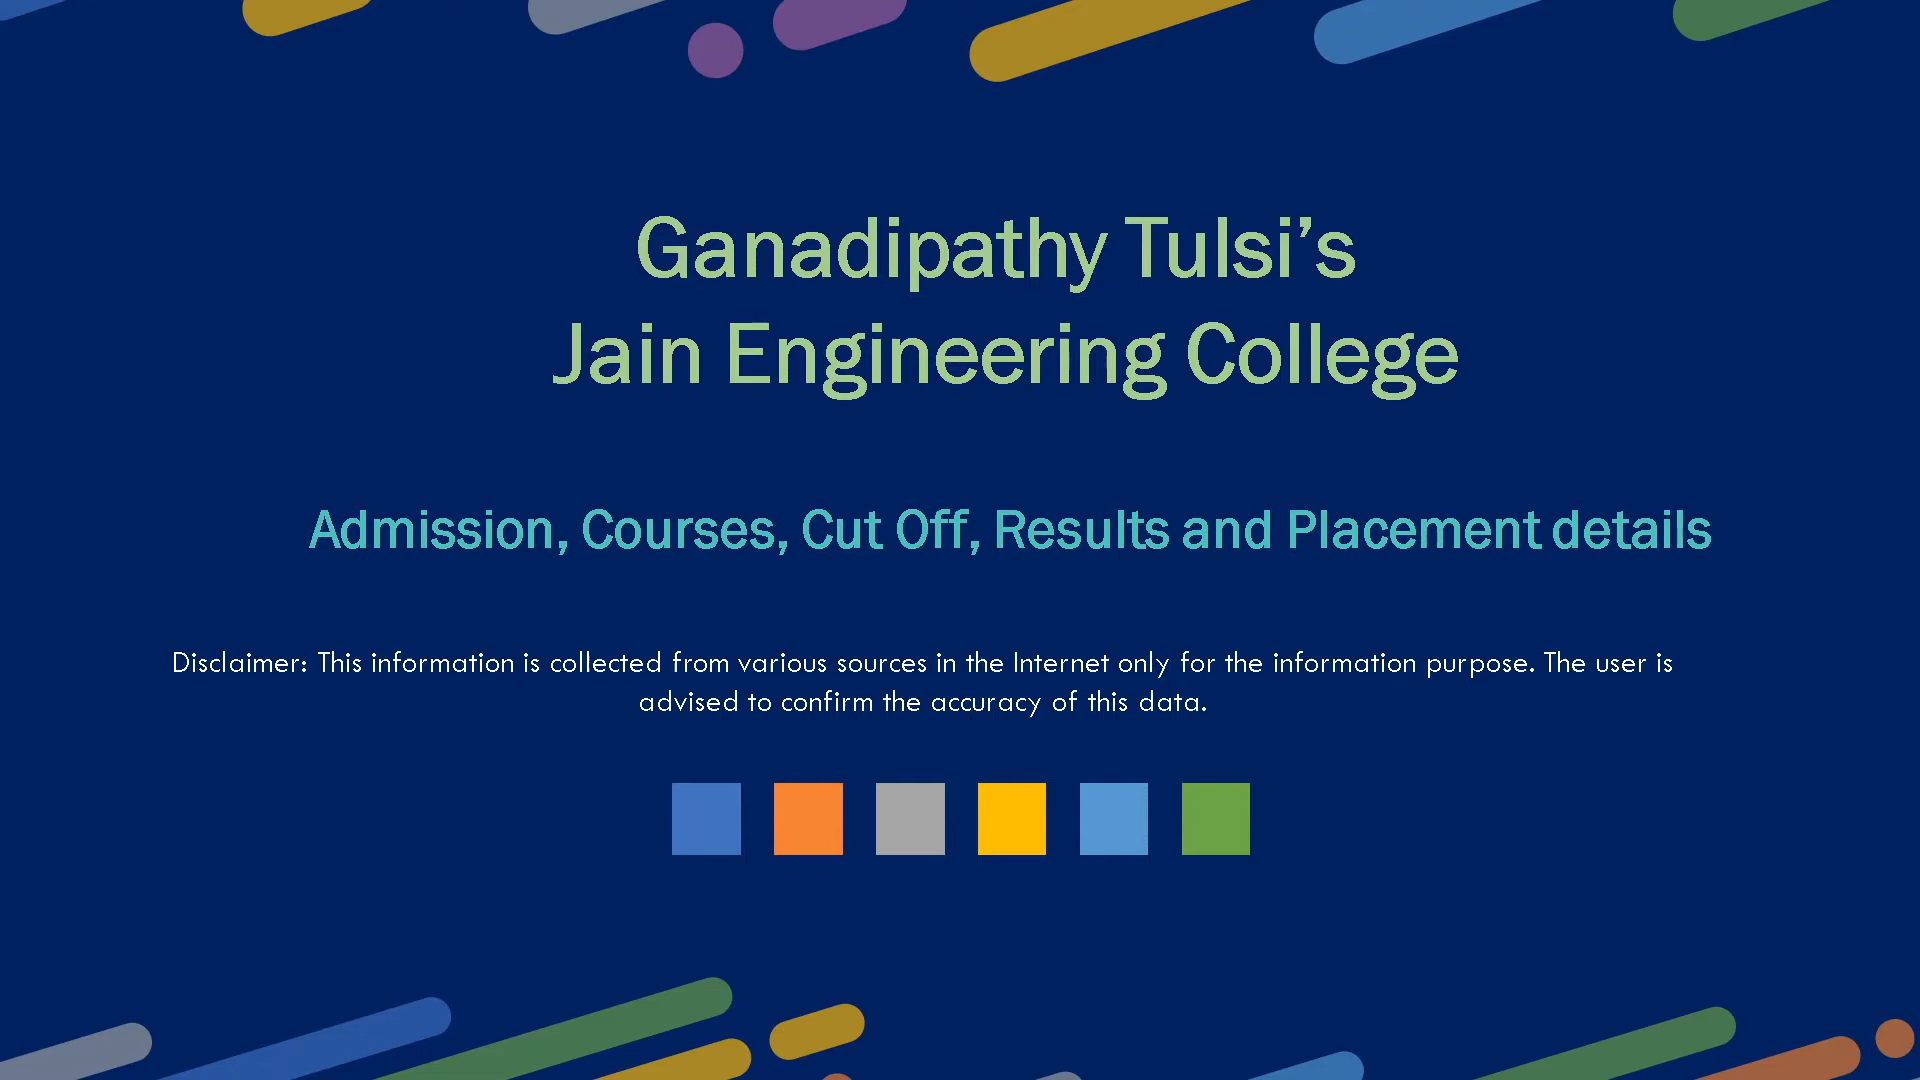 Ganadipathy Tulsi’s
Jain Engineering College
Admission, Courses, Cut Off, Results and Placement details
Disclaimer: This information is collected from various sources in the Internet only for the information purpose. The user is
advised to confirm the accuracy of this data.